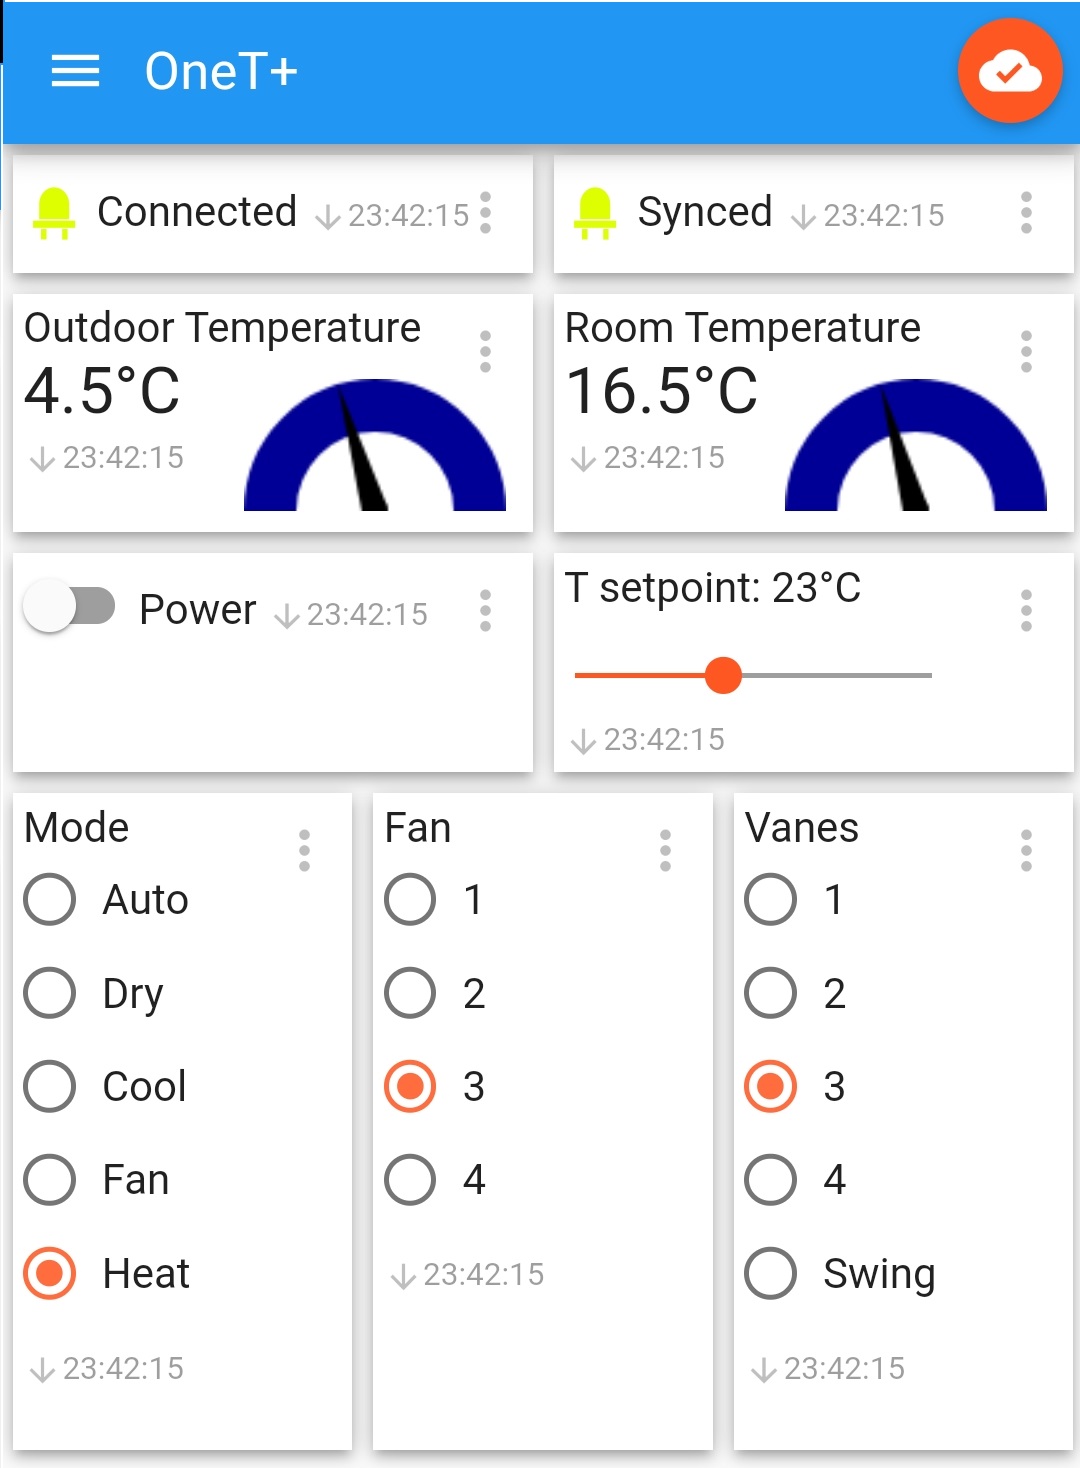 OneT+
Connected 23:42:15
Synced 23:42:15
Outdoor Temperature
4.5°C
23:42:15
Room Temperature
16.5°C
23:42:15
Power 23:42:15
T setpoint: 23°C
23:42:15
Mode
Auto
Dry
Cool
Fan
Heat
23:42:15
Fan
1
2
3
4
23:42:15
Vanes
1
2
3
4
Swing
23:42:15